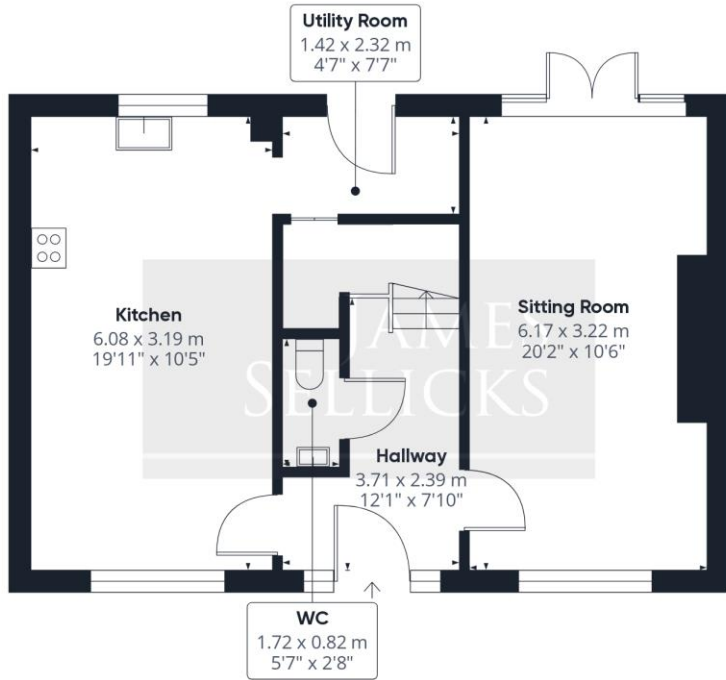 Utility Room
1.42 x 2.32 m
4'7" x 7'7"
Kitchen
6.08 x 3.19 m
19'11" x 10'5"
Sitting Room
6.17 x 3.22 m
20'2" x 10'6"
JAMES
SELLICKS
Hallway
3.71 x 2.39 m
12'1" x 7'10"
WC
1.72 x 0.82 m
5'7" x 2'8"